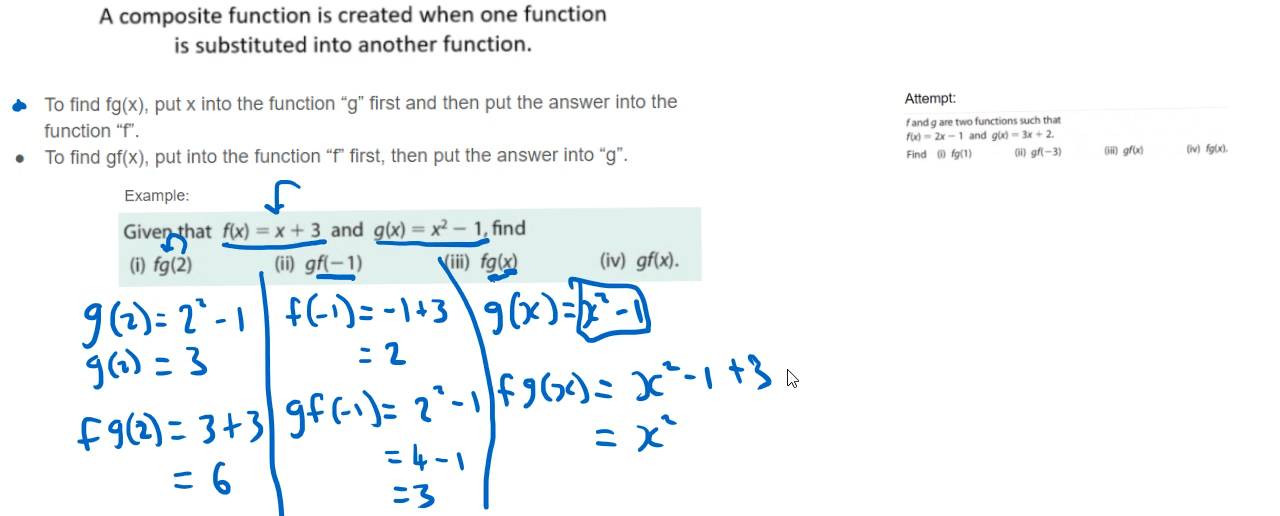 A composite function is created when one function
is substituted into another function.
• To find fg(x), put x into the function “g” first and then put the answer into the
function “f”.
• To find gf(x), put into the function “f” first, then put the answer into “g”.
Example:
Given that f(x) = x + 3 and g(x) = x² − 1, find
(i) fg(2) (ii) gf(−1) (iii) fg(x) (iv) gf(x).
g(2) = 2² - 1
g(2) = 3
fg(2) = 3+3
= 6
f(-1) = -1+3
= 2
gf(-1) = 2² - 1
= 4 - 1
= 3
g(x) = x² - 1
fg(x) = x² - 1 + 3
= x²
Attempt:
f and g are two functions such that
f(x) = 2x − 1 and g(x) = 3x + 2.
Find (i) fg(1) (ii) gf(−3) (iii) gf(x) (iv) fg(x).